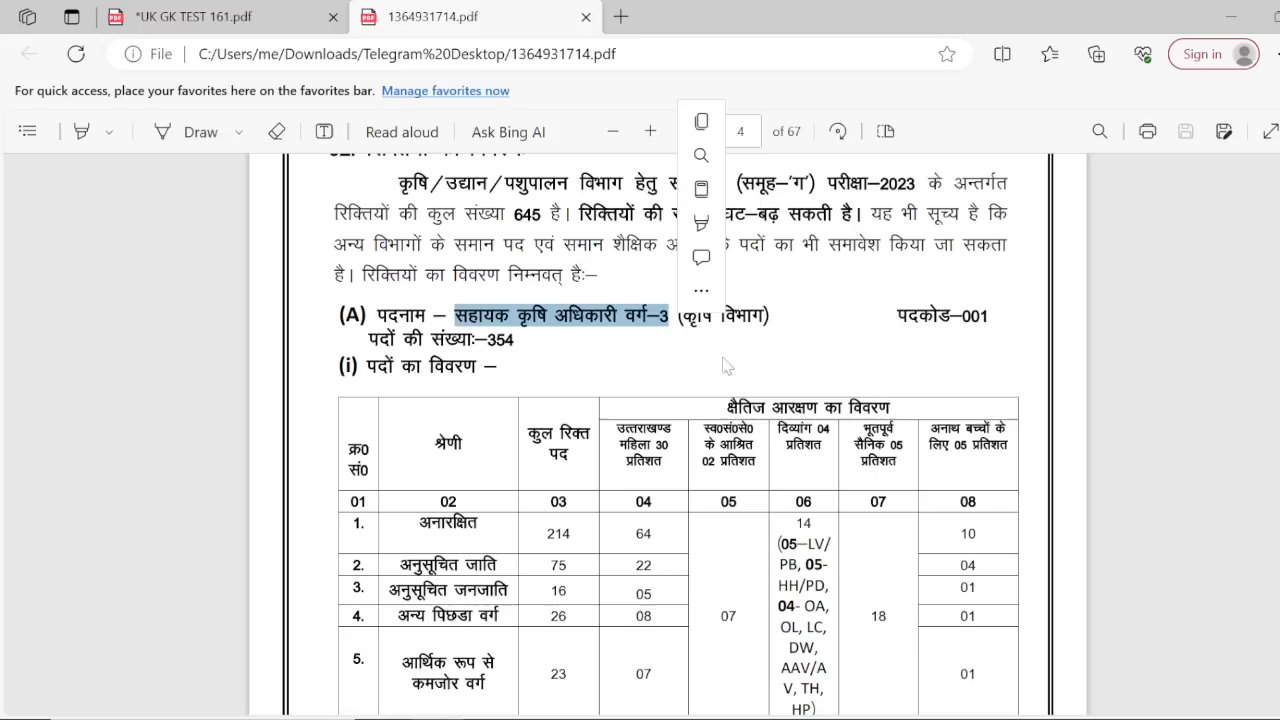 *UK GK TEST 161.pdf
1364931714.pdf
File
C:/Users/me/Downloads/Telegram%20Desktop/1364931714.pdf
Sign in
For quick access, place your favorites here on the favorites bar. Manage favorites now
Draw
Read aloud
Ask Bing AI
4 of 67
कृषि/उद्यान/पशुपालन विभाग हेतु (समूह–'ग') परीक्षा–2023 के अन्तर्गत
रिक्तियों की कुल संख्या 645 है। रिक्तियों की घट–बढ़ सकती है। यह भी सूच्य है कि
अन्य विभागों के समान पद एवं समान शैक्षिक के पदों का भी समावेश किया जा सकता
है। रिक्तियों का विवरण निम्नवत् है:–
(A) पदनाम – सहायक कृषि अधिकारी वर्ग–3 (कृषि विभाग) पदकोड–001
पदों की संख्याः–354
(i) पदों का विवरण –
क्षैतिज आरक्षण का विवरण
क्र0 सं0
श्रेणी
कुल रिक्त पद
उत्तराखण्ड महिला 30 प्रतिशत
स्व0सं0से0 के आश्रित 02 प्रतिशत
दिव्यांग 04 प्रतिशत
भूतपूर्व सैनिक 05 प्रतिशत
अनाथ बच्चों के लिए 05 प्रतिशत
01 02 03 04 05 06 07 08
1. अनारक्षित 214 64 10
2. अनुसूचित जाति 75 22 04
3. अनुसूचित जनजाति 16 05 01
4. अन्य पिछडा वर्ग 26 08 01
5. आर्थिक रूप से कमजोर वर्ग 23 07 01
07
14
(05–LV/
PB, 05-
HH/PD,
04- OA,
OL, LC,
DW,
AAV/A
V, TH,
HP)
18